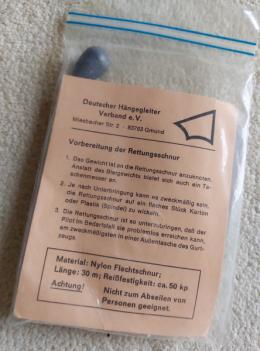 Deutscher Hängegleiter
Verband e.V.
Miesbacher Str. 2 - 83703 Gmund
Vorbereitung der Rettungsschnur
1. Das Gewicht ist an die Rettungsschnur anzuknoten.
Anstatt des Bleigewichts bietet sich auch ein Ta-
schenmesser an.
2. Je nach Unterbringung kann es zweckmäßig sein,
die Rettungsschnur auf ein flaches Stück Karton
oder Plastik (Spindel) zu wickeln.
3. Die Rettungsschnur ist so unterzubringen, daß der
Pilot im Bedarfsfall sie problemlos erreichen kann,
am zweckmäßigsten in einer Außentasche des Gurt-
zeugs.
Material: Nylon Flechtschnur;
Länge: 30 m; Reißfestigkeit: ca. 50 kp
Achtung! Nicht zum Abseilen von
Personen geeignet.